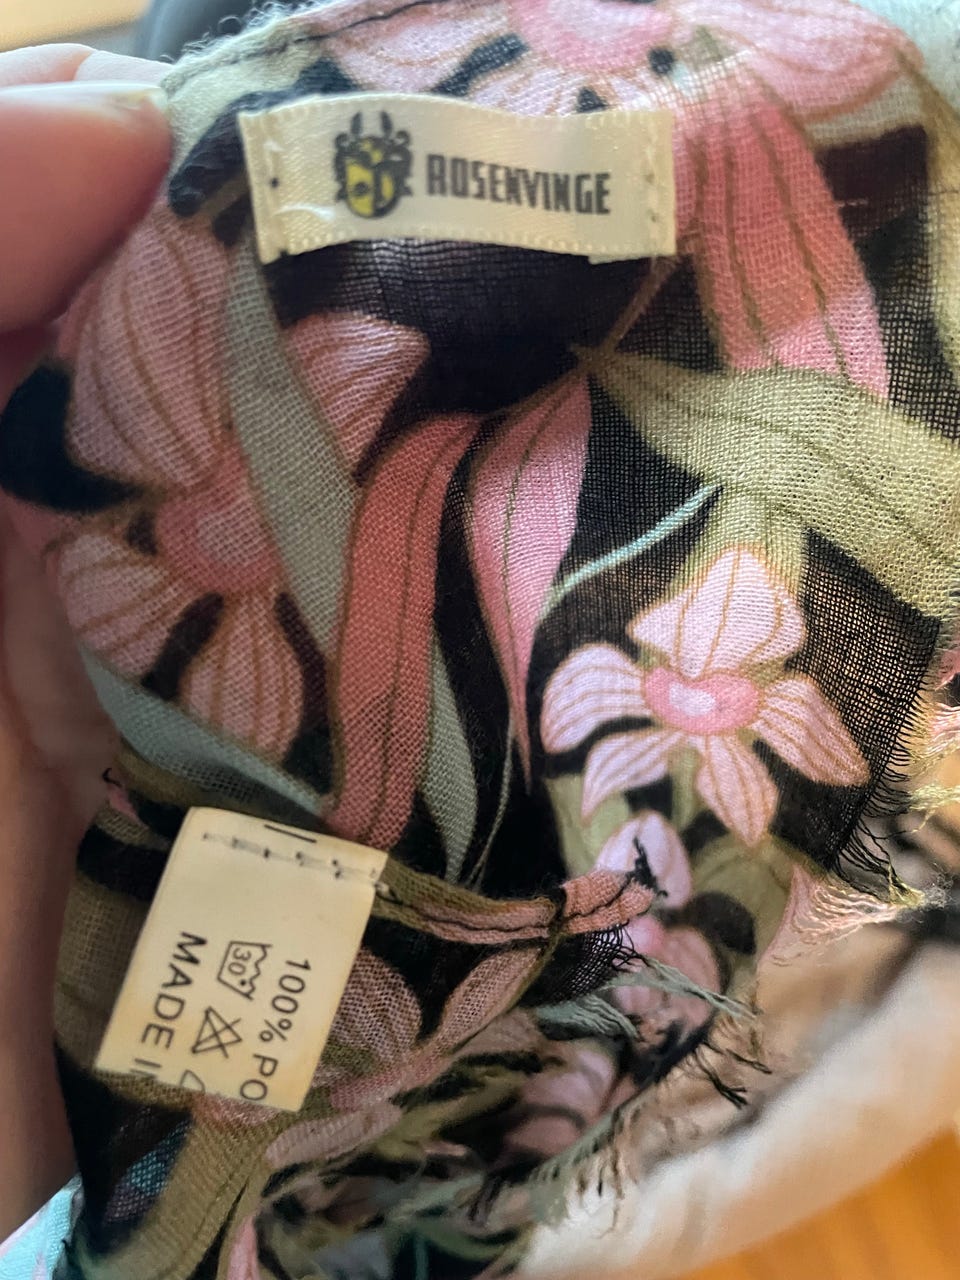 ROSENVINGE
100% PO
30°
MADE I